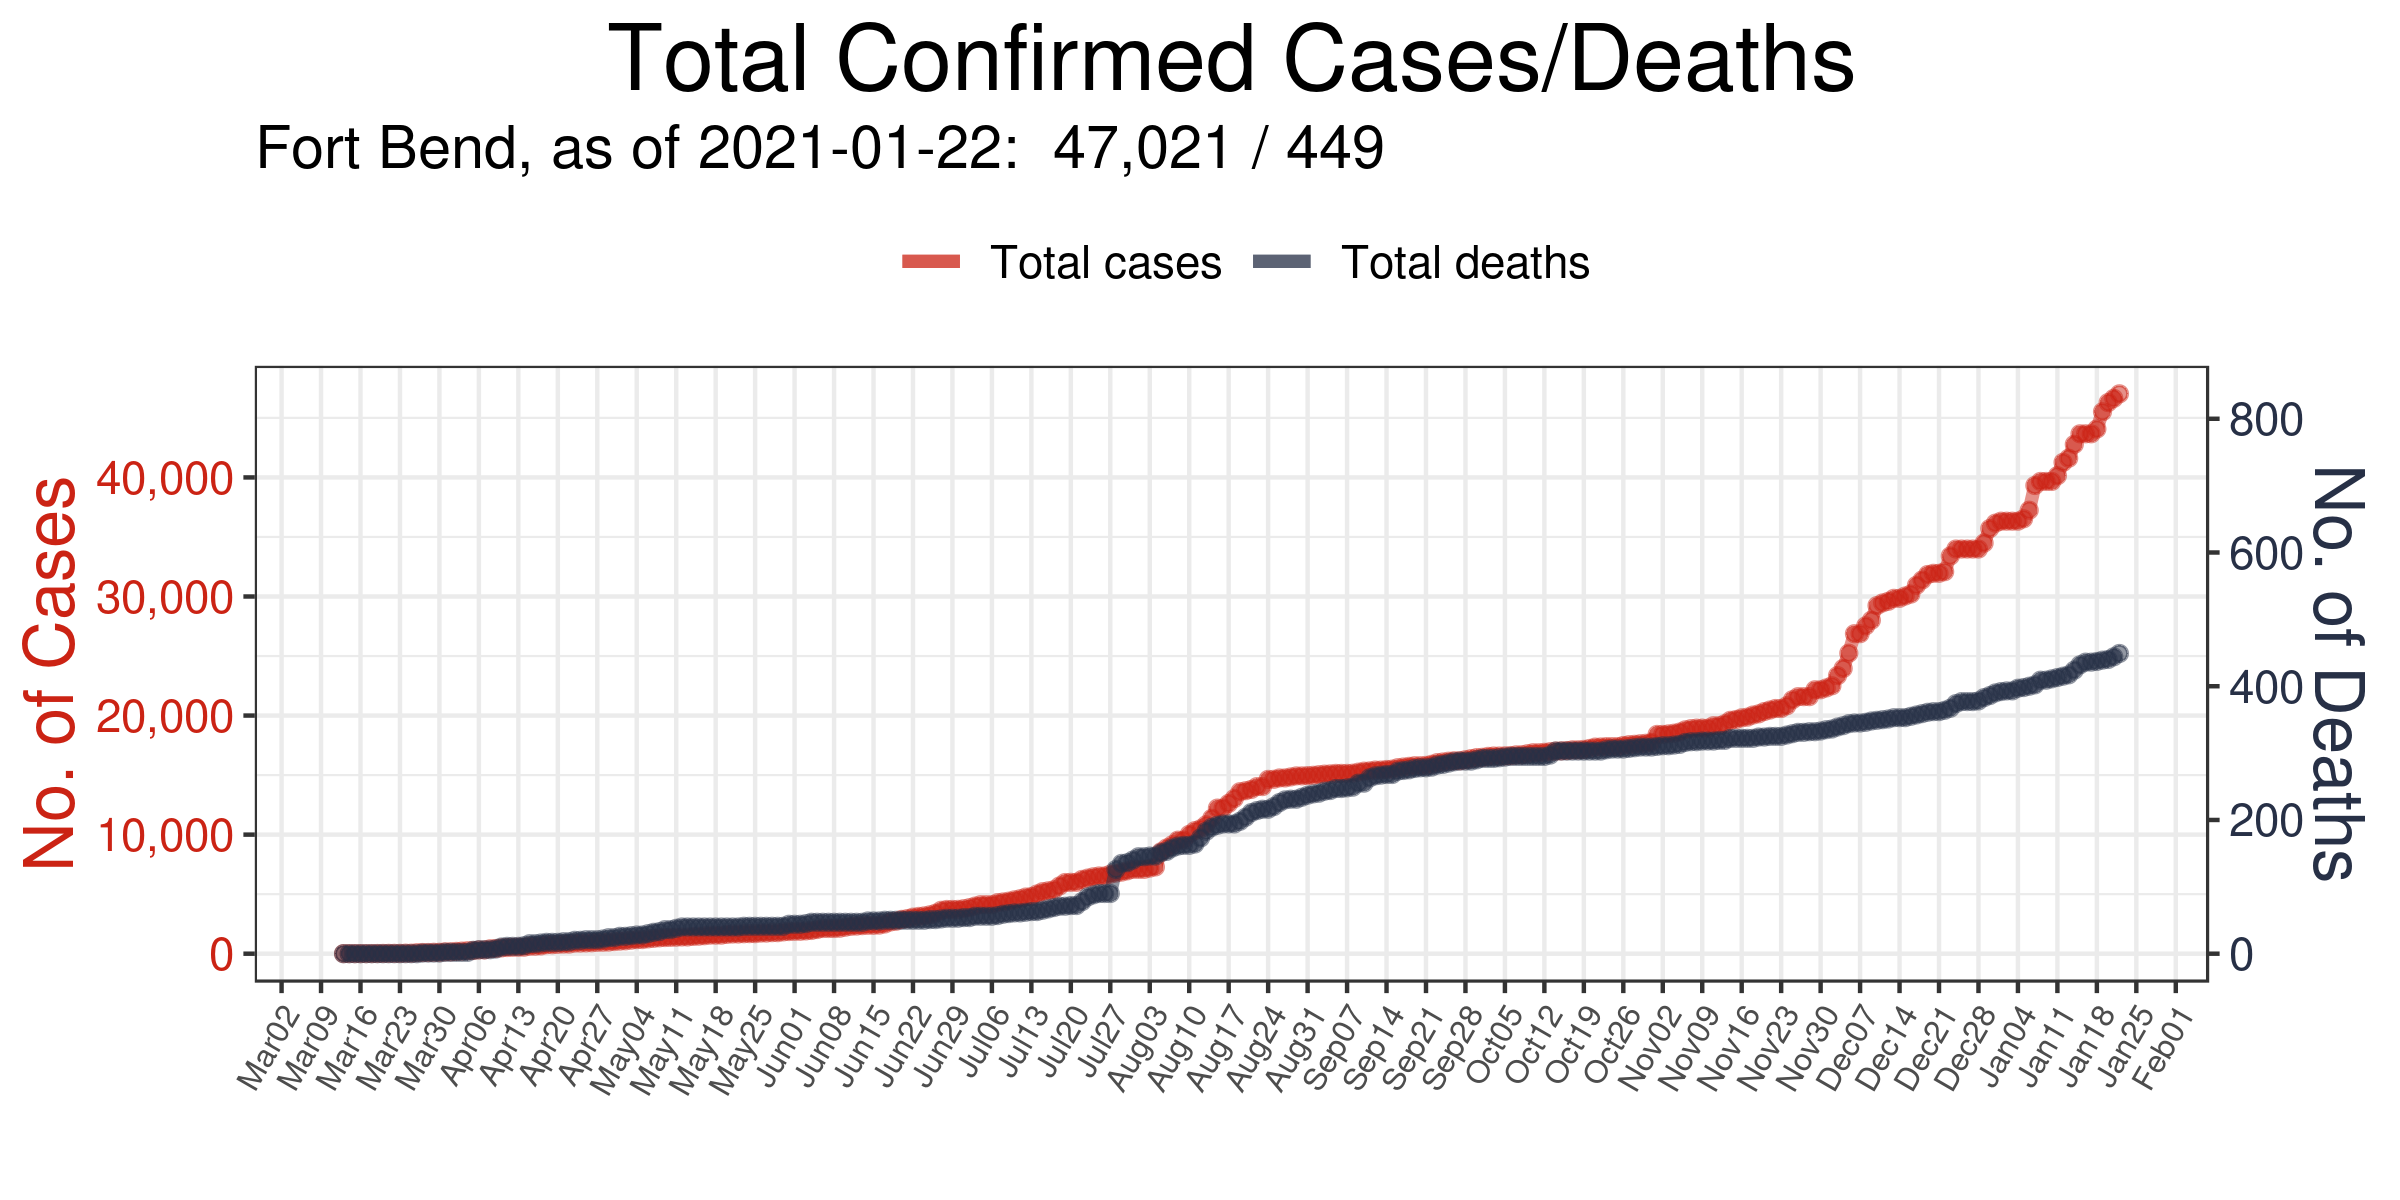 Total Confirmed Cases/Deaths
Fort Bend, as of 2021-01-22:  47,021 / 449
Total cases
Total deaths
No. of Cases
40,000
30,000
20,000
10,000
0
800
600
400
200
0
No. of Deaths
Mar02
Mar09
Mar16
Mar23
Mar30
Apr06
Apr13
Apr20
Apr27
May04
May11
May18
May25
Jun01
Jun08
Jun15
Jun22
Jun29
Jul06
Jul13
Jul20
Jul27
Aug03
Aug10
Aug17
Aug24
Aug31
Sep07
Sep14
Sep21
Sep28
Oct05
Oct12
Oct19
Oct26
Nov02
Nov09
Nov16
Nov23
Nov30
Dec07
Dec14
Dec21
Dec28
Jan04
Jan11
Jan18
Jan25
Feb01